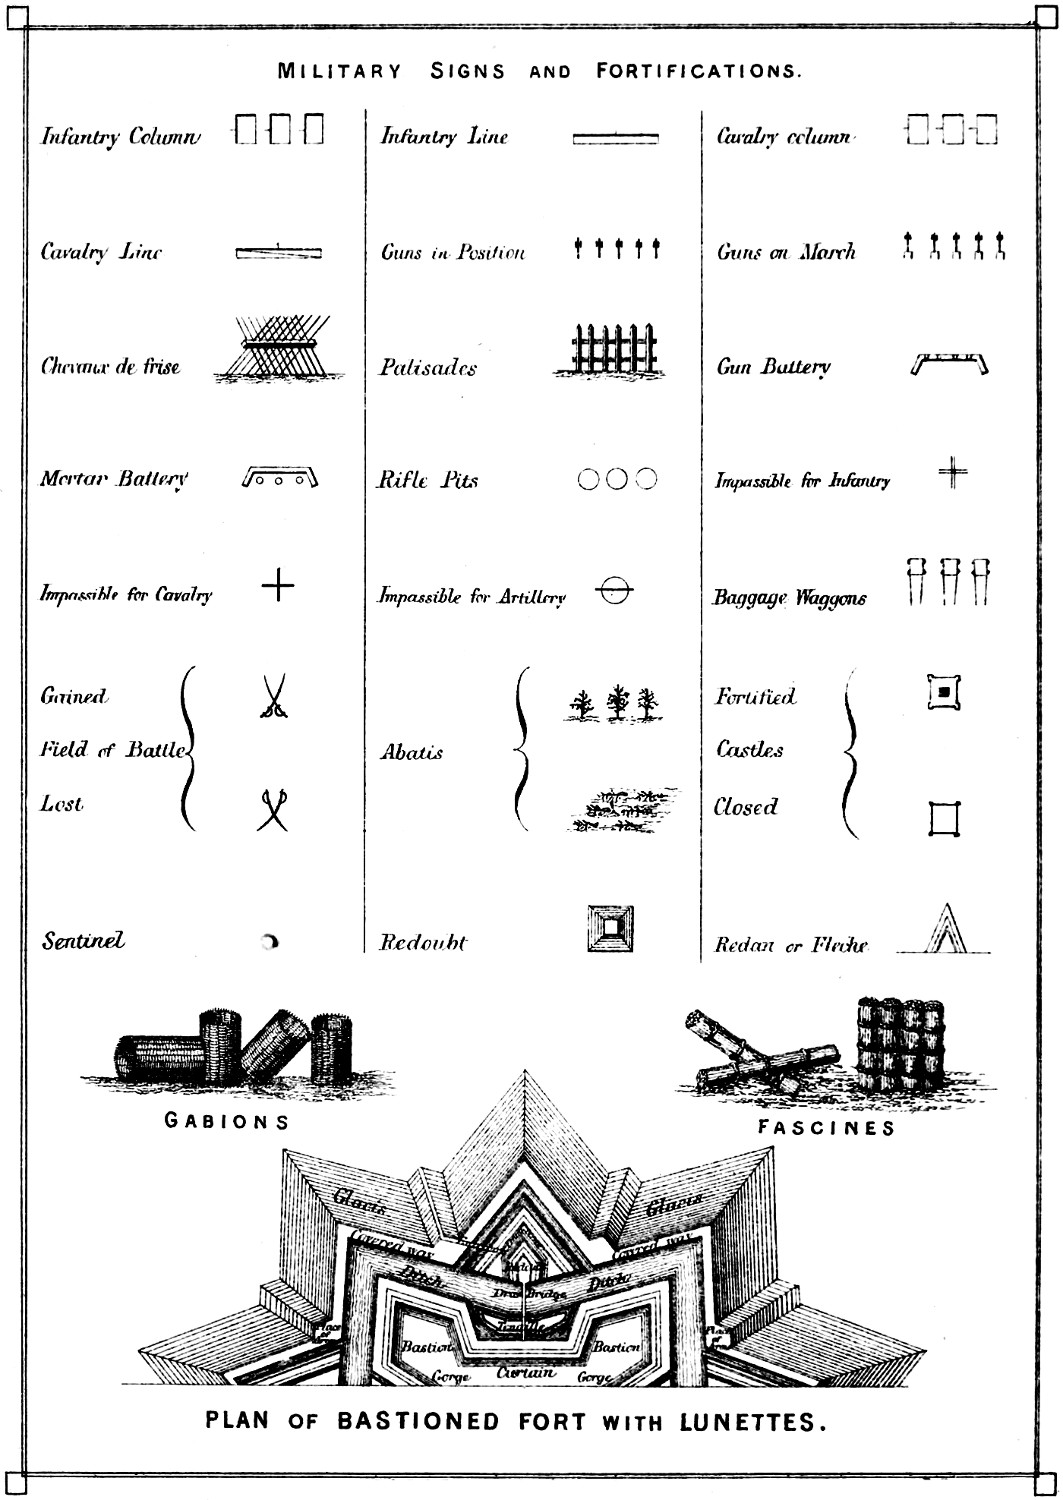 MILITARY SIGNS AND FORTIFICATIONS.
Infantry Column
Infantry Line
Cavalry column
Cavalry Line
Guns in Position
Guns on March
Chevaux de frise
Palisades
Gun Battery
Mortar Battery
Rifle Pits
Impassible for Infantry
Impassible for Cavalry
Impassible for Artillery
Baggage Waggons
Gained
Field of Battle
Lost
Abatis
Fortified
Castles
Closed
Sentinel
Redoubt
Redan or Fleche
GABIONS
FASCINES
Glacis
Glacis
Covered way
Covered way
Ditch
Draw Bridge
Ditch
Place of Arms
Tenaille
Place of Arms
Bastion
Bastion
Gorge
Curtain
Gorge
PLAN OF BASTIONED FORT WITH LUNETTES.